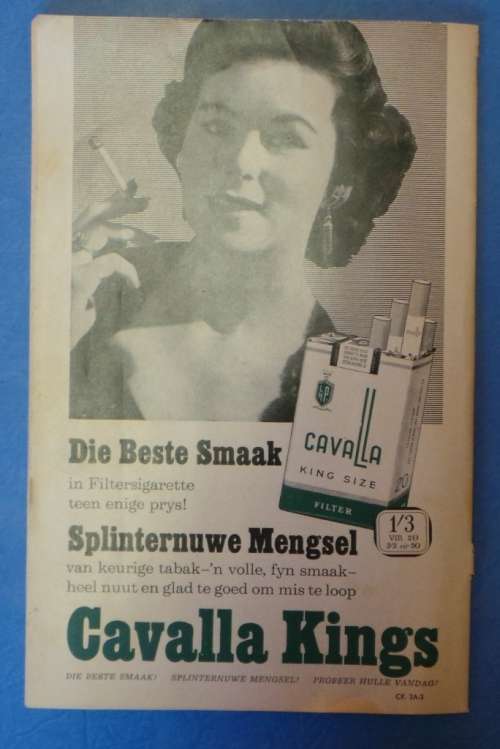 Die Beste Smaak
in Filtersigarette
teen enige prys!
CAVALLA
KING SIZE
FILTER
20
1/3
VIR 20
Splinternuwe Mengsel
van keurige tabak-'n volle, fyn smaak-
heel nuut en glad te goed om mis te loop
Cavalla Kings
DIE BESTE SMAAK! SPLINTERNUWE MENGSEL! PROBEER HULLE VANDAG!